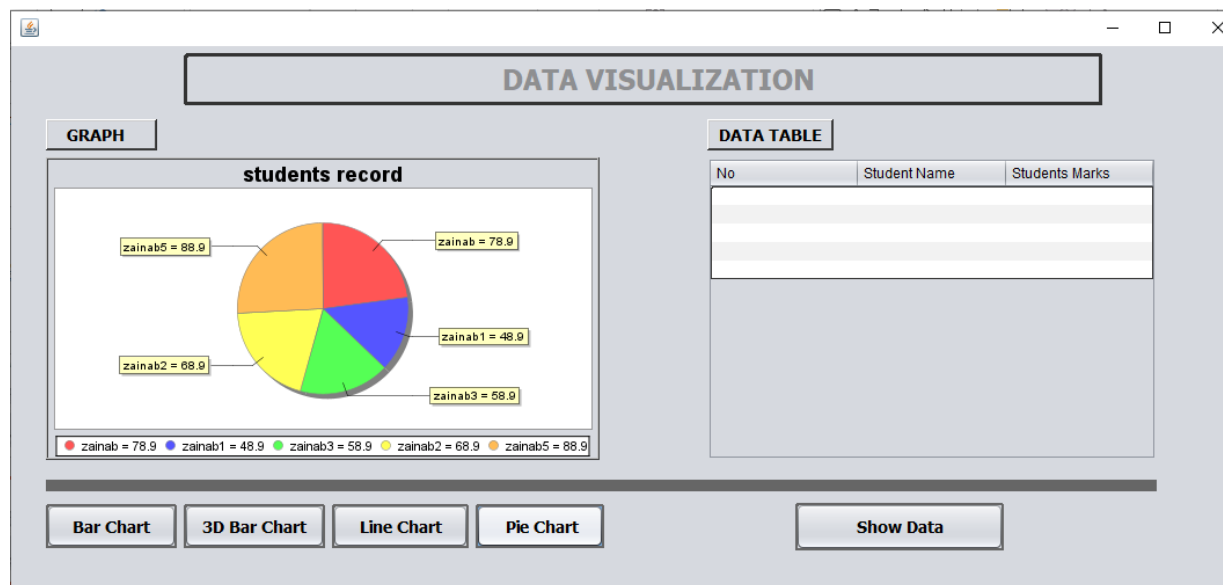 DATA VISUALIZATION
GRAPH
students record
zainab5 = 88.9
zainab = 78.9
zainab1 = 48.9
zainab2 = 68.9
zainab3 = 58.9
zainab = 78.9 zainab1 = 48.9 zainab3 = 58.9 zainab2 = 68.9 zainab5 = 88.9
DATA TABLE
No Student Name Students Marks
Bar Chart 3D Bar Chart Line Chart Pie Chart Show Data